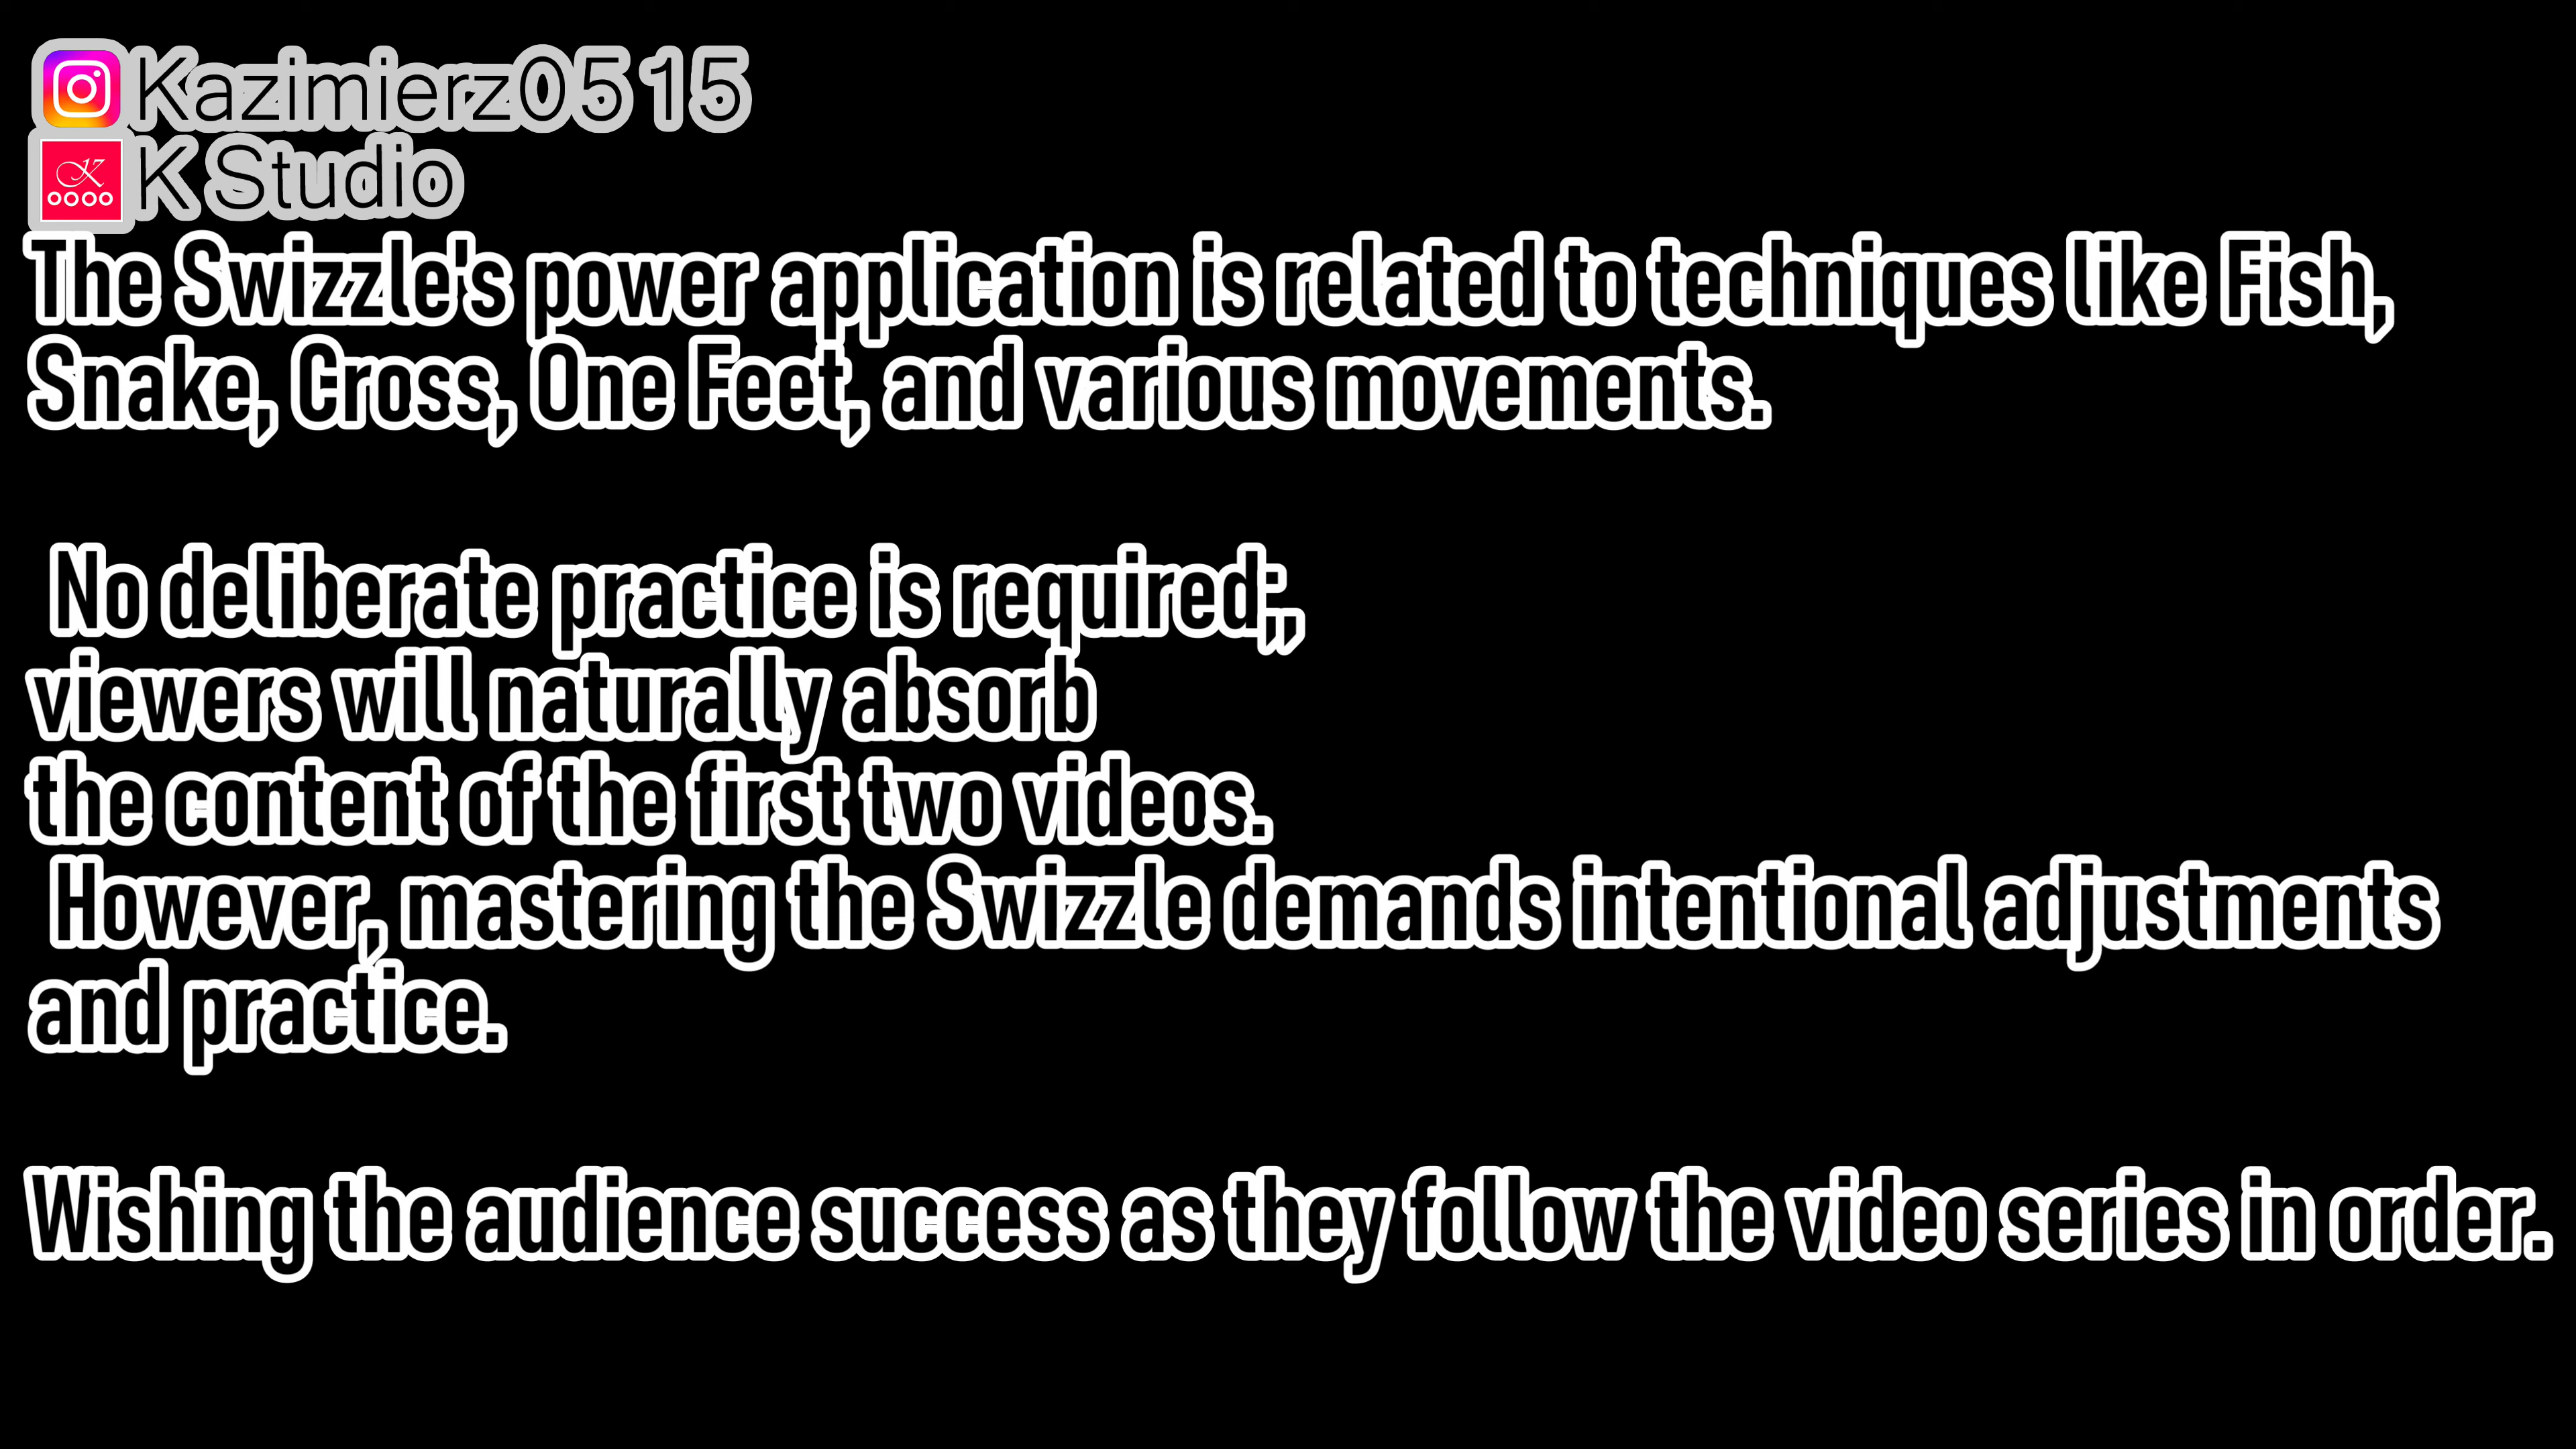 Kazimierz0515
K
K Studio
The Swizzle's power application is related to techniques like Fish,
Snake, Cross, One Feet, and various movements.
No deliberate practice is required;,
viewers will naturally absorb
the content of the first two videos.
However, mastering the Swizzle demands intentional adjustments
and practice.
Wishing the audience success as they follow the video series in order.